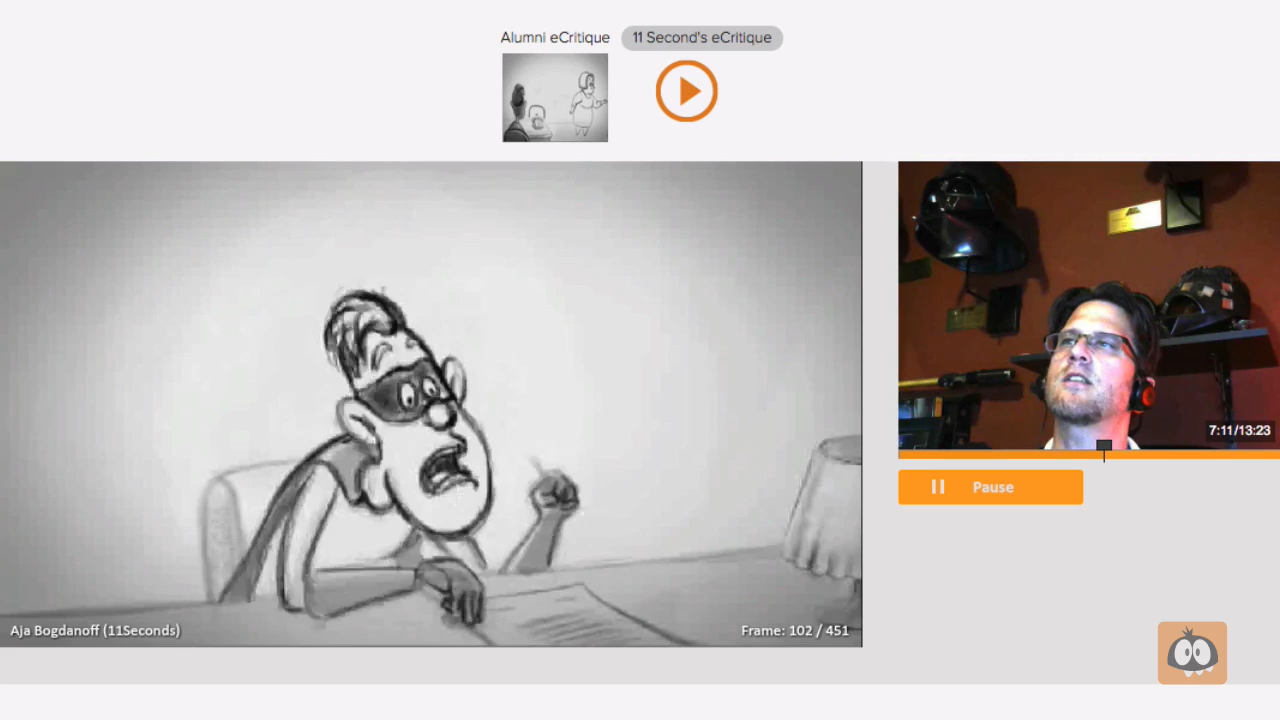 Alumni eCritique
11 Second's eCritique
7:11/13:23
Pause
Aja Bogdanoff (11Seconds)
Frame: 102 / 451